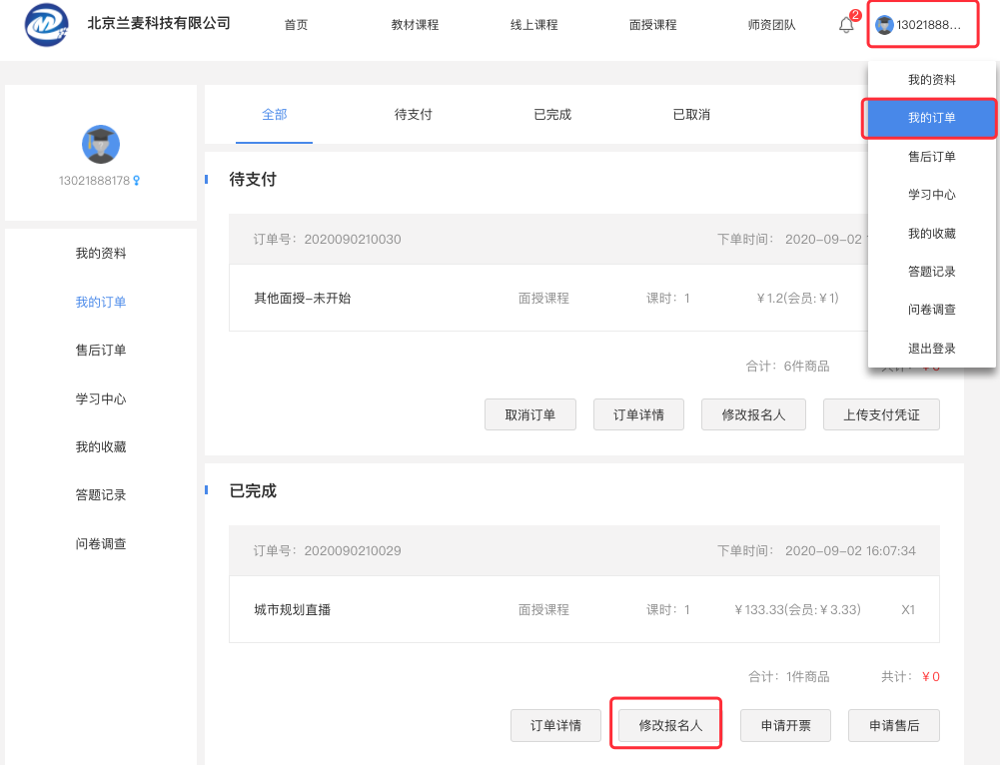 北京兰麦科技有限公司 首页 教材课程 线上课程 面授课程 师资团队 2 13021888...
我的资料
我的订单
售后订单
学习中心
我的收藏
答题记录
问卷调查
退出登录
13021888178
我的资料
我的订单
售后订单
学习中心
我的收藏
答题记录
问卷调查
全部 待支付 已完成 已取消
待支付
订单号：2020090210030 下单时间： 2020-09-02
其他面授-未开始 面授课程 课时：1 ￥1.2(会员:￥1)
合计：6件商品
取消订单 订单详情 修改报名人 上传支付凭证
已完成
订单号：2020090210029 下单时间： 2020-09-02 16:07:34
城市规划直播 面授课程 课时：1 ￥133.33(会员:￥3.33) X1
合计：1件商品 共计：￥0
订单详情 修改报名人 申请开票 申请售后